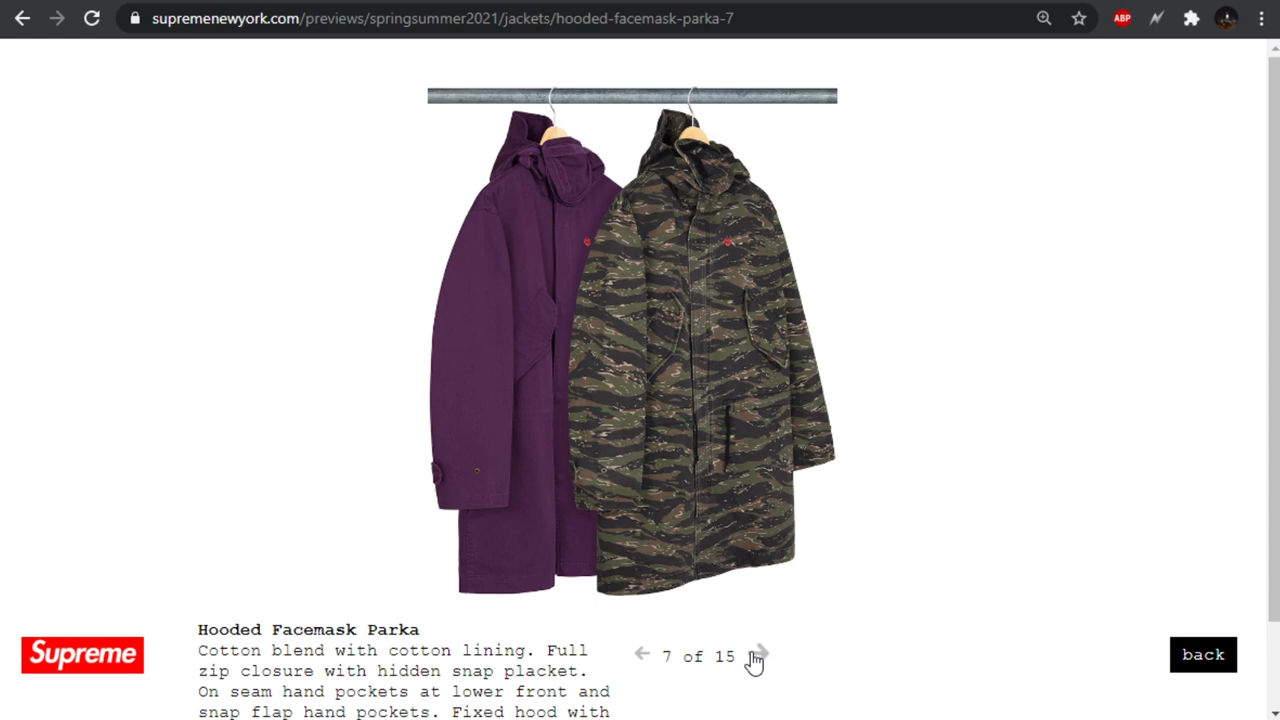 supremenewyork.com/previews/springsummer2021/jackets/hooded-facemask-parka-7
ABP
Hooded Facemask Parka
Cotton blend with cotton lining. Full
zip closure with hidden snap placket.
On seam hand pockets at lower front and
snap flap hand pockets. Fixed hood with
Supreme
7 of 15
back